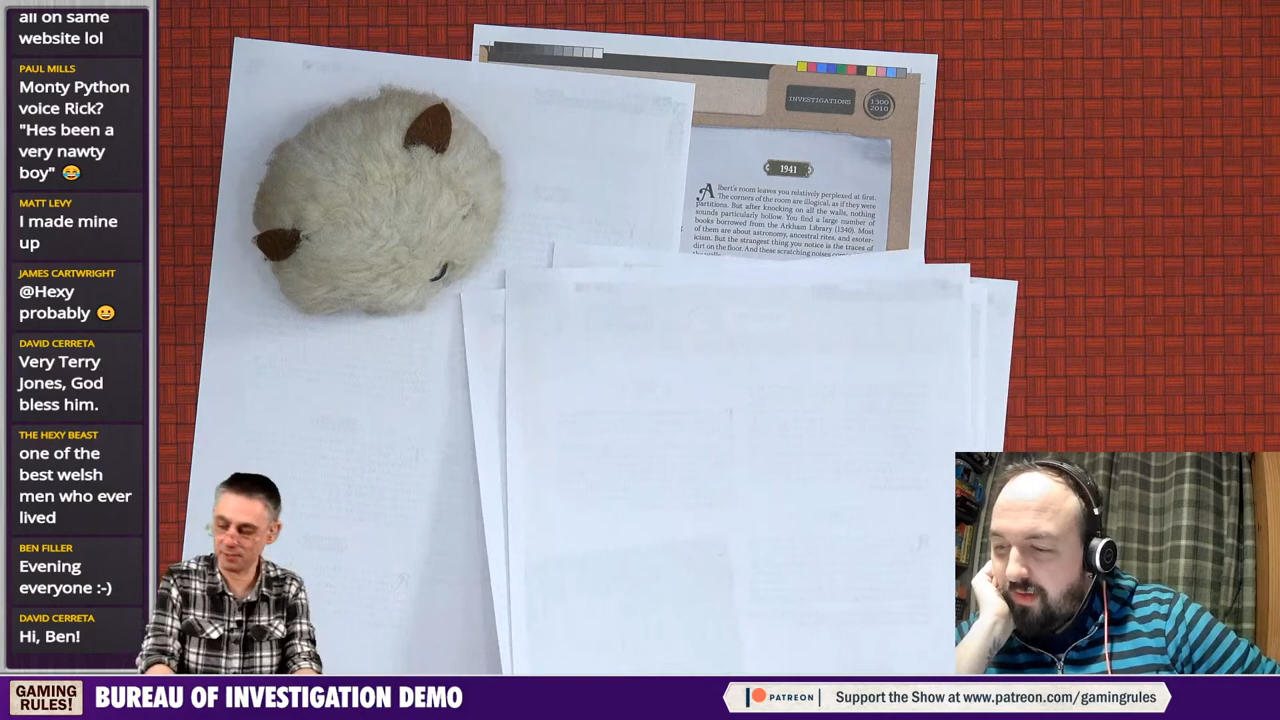 all on same
website lol
PAUL MILLS
Monty Python
voice Rick?
"Hes been a
very nawty
boy" 😂
MATT LEVY
I made mine
up
JAMES CARTWRIGHT
@Hexy
probably 😀
DAVID CERRETA
Very Terry
Jones, God
bless him.
THE HEXY BEAST
one of the
best welsh
men who ever
lived
BEN FILLER
Evening
everyone :-)
DAVID CERRETA
Hi, Ben!
INVESTIGATIONS
1300
2010
1941
Albert's room leaves you relatively perplexed at first.
The corners of the room are illogical, as if they were
partitions. But after knocking on all the walls, nothing
sounds particularly hollow. You find a large number of
books borrowed from the Arkham Library (1340). Most
of them are about astronomy, ancestral rites, and esoter-
icism. But the strangest thing you notice is the traces of
dirt on the floor. And these scratching noises
GAMING
RULES!
BUREAU OF INVESTIGATION DEMO
PATREON
Support the Show at www.patreon.com/gamingrules